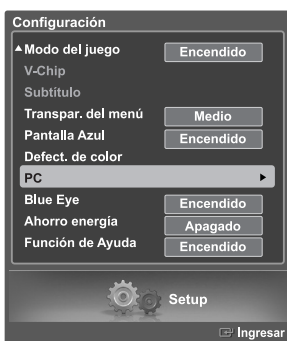 Configuración
Modo del juego Encendido
V-Chip
Subtítulo
Transpar. del menú Medio
Pantalla Azul Encendido
Defect. de color
PC
Blue Eye Encendido
Ahorro energía Apagado
Función de Ayuda Encendido
Setup
Ingresar